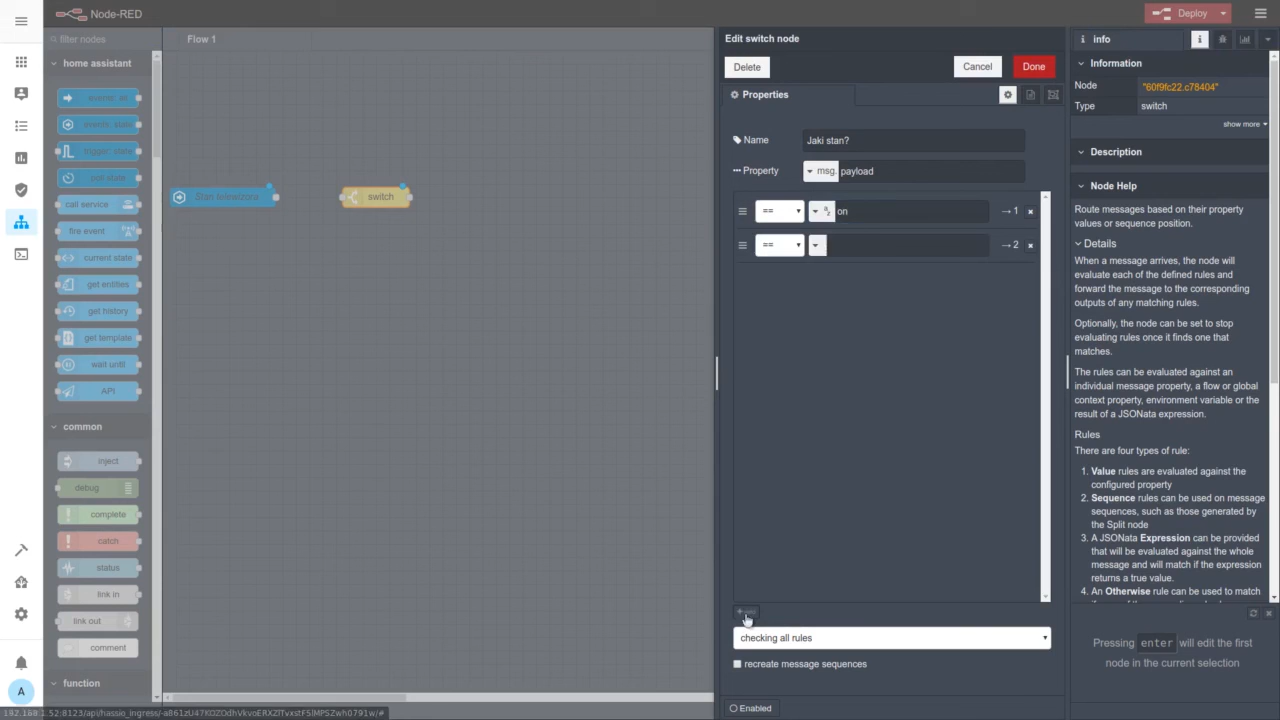 Node-RED
Deploy
filter nodes
Flow 1
home assistant
events: all
events: state
trigger: state
poll state
call service
fire event
current state
get entities
get history
get template
wait until
API
common
inject
debug
complete
catch
status
link in
link out
comment
function
Stan telewizora
switch
Edit switch node
Delete
Cancel
Done
Properties
Name
Jaki stan?
Property
msg. payload
== on → 1
== → 2
checking all rules
recreate message sequences
Enabled
info
Information
Node "60f9fc22.c78404"
Type switch
show more
Description
Node Help
Route messages based on their property
values or sequence position.
Details
When a message arrives, the node will
evaluate each of the defined rules and
forward the message to the corresponding
outputs of any matching rules.
Optionally, the node can be set to stop
evaluating rules once it finds one that
matches.
The rules can be evaluated against an
individual message property, a flow or global
context property, environment variable or the
result of a JSONata expression.
Rules
There are four types of rule:
1. Value rules are evaluated against the
configured property
2. Sequence rules can be used on message
sequences, such as those generated by
the Split node
3. A JSONata Expression can be provided
that will be evaluated against the whole
message and will match if the expression
returns a true value.
4. An Otherwise rule can be used to match
Pressing enter will edit the first
node in the current selection
A